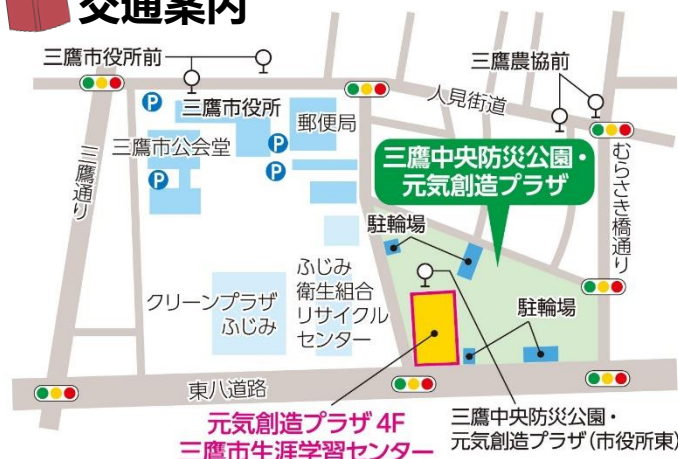 交通案内
三鷹市役所前
三鷹農協前
P
三鷹市役所
人見街道
郵便局
三鷹市公会堂
P
P
P
三鷹中央防災公園・
元気創造プラザ
三鷹通り
むらさき橋通り
駐輪場
ふじみ
衛生組合
リサイクル
センター
クリーンプラザ
ふじみ
駐輪場
東八道路
元気創造プラザ 4F
三鷹市生涯学習センター
三鷹中央防災公園・
元気創造プラザ(市役所東)